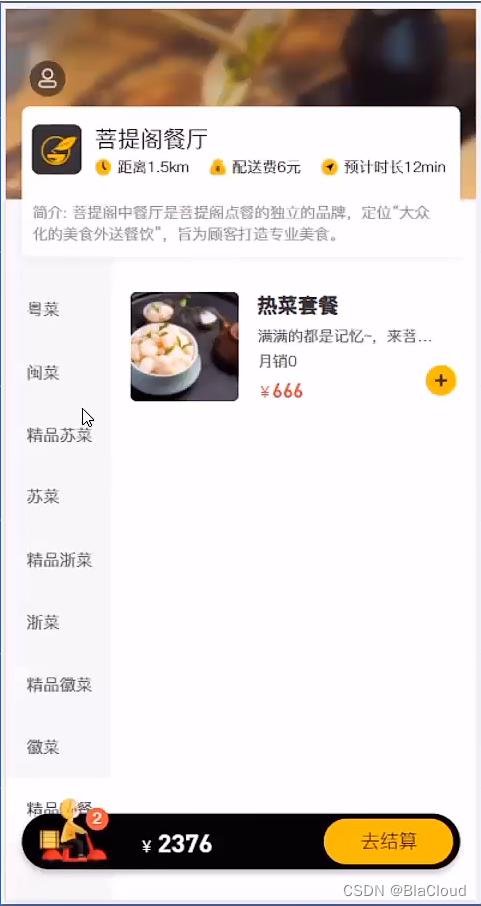 菩提阁餐厅
距离1.5km 配送费6元 预计时长12min
简介: 菩提阁中餐厅是菩提阁点餐的独立的品牌，定位“大众
化的美食外送餐饮”，旨为顾客打造专业美食。
粤菜
闽菜
精品苏菜
苏菜
精品浙菜
浙菜
精品徽菜
徽菜
精品
餐
热菜套餐
满满的都是记忆~，来菩...
月销0
￥666
2
￥ 2376
去结算
CSDN @BlaCloud